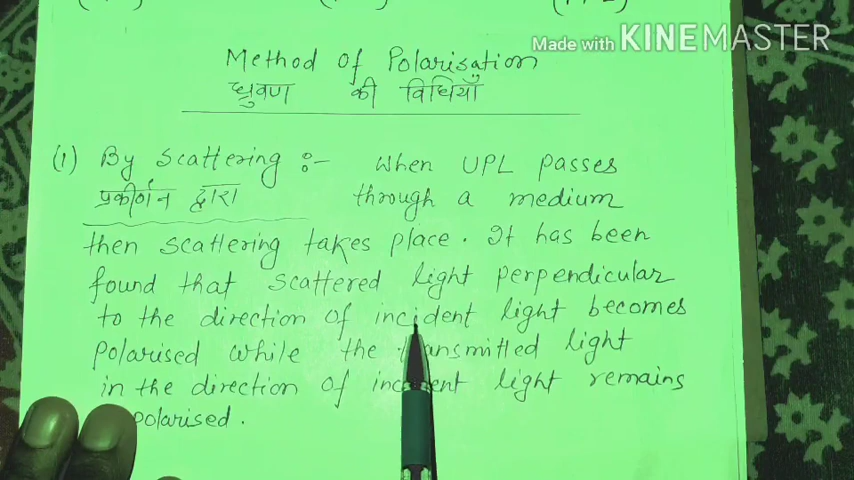 Made with KINEMASTER
Method of Polarisation
ध्रुवण की विधियाँ
(1) By Scattering :- When UPL passes
प्रकीर्णन द्वारा through a medium
then scattering takes place. It has been
found that scattered light perpendicular
to the direction of incident light becomes
polarised while the transmitted light
in the direction of incident light remains
polarised.